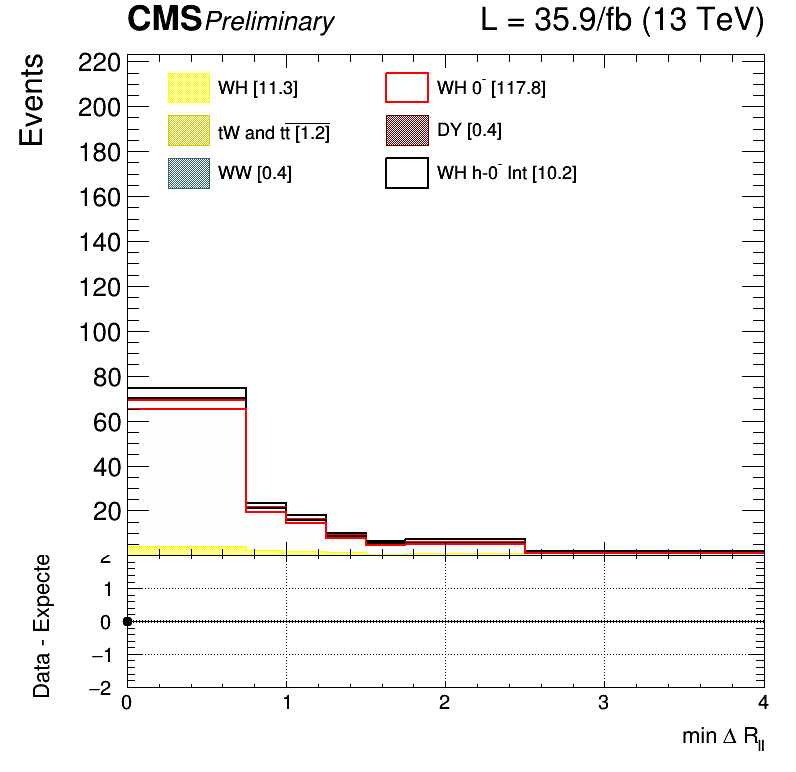 CMS Preliminary L = 35.9/fb (13 TeV)
Events
220
200
180
160
140
120
100
80
60
40
20
WH [11.3]
WH 0⁻ [117.8]
tW and tt̅ [1.2]
DY [0.4]
WW [0.4]
WH h-0⁻ Int [10.2]
Data - Expecte
2
1
0
−1
−2
0 1 2 3 4
min Δ R_ll